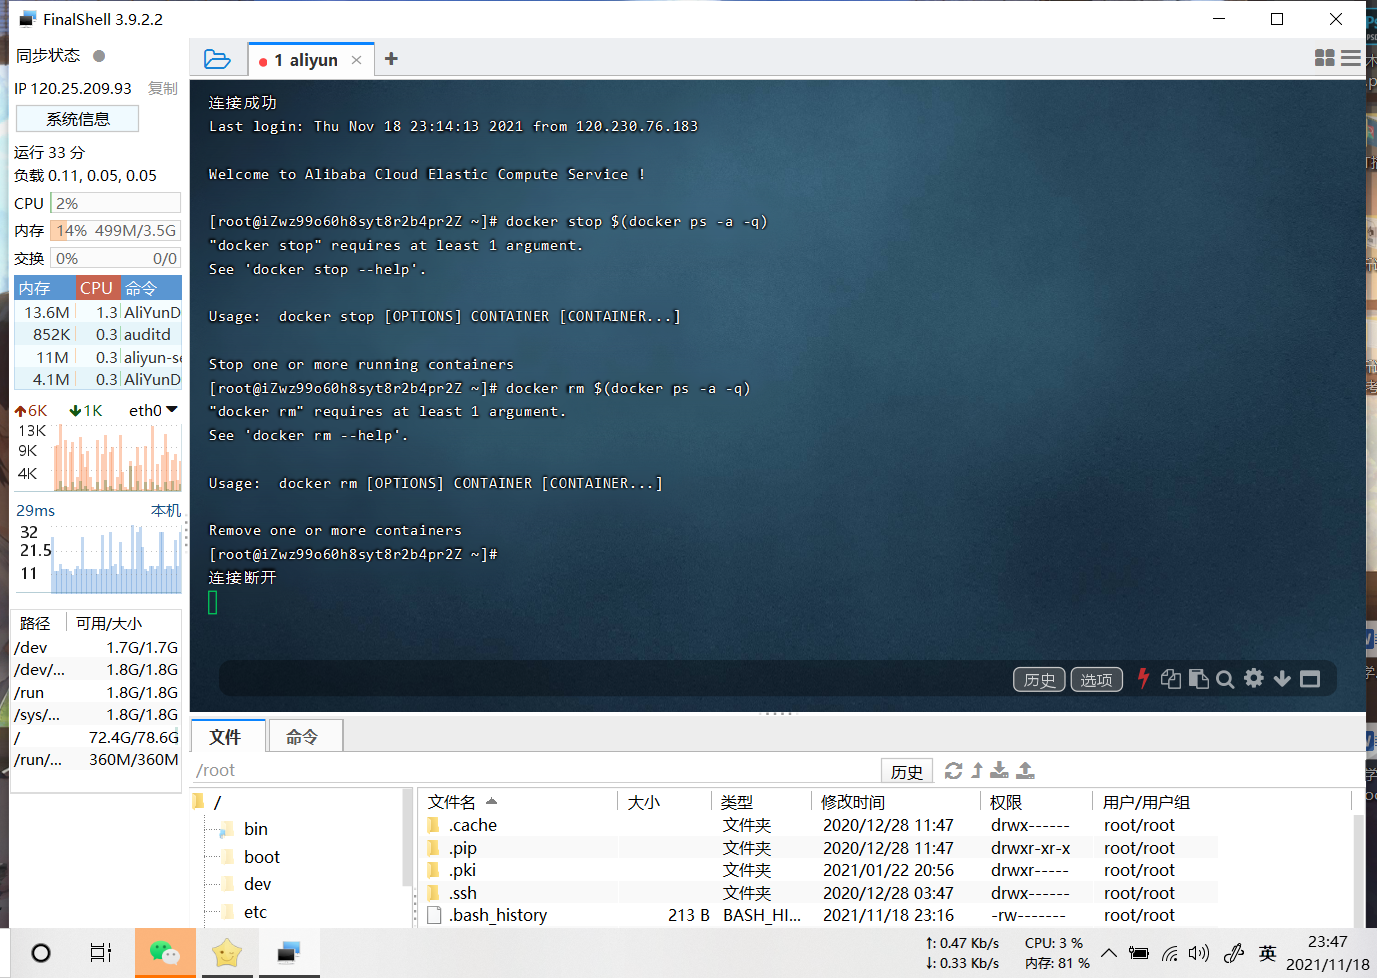 FinalShell 3.9.2.2
同步状态
IP 120.25.209.93 复制
系统信息
运行 33 分
负载 0.11, 0.05, 0.05
CPU 2%
内存 14% 499M/3.5G
交换 0% 0/0
内存 CPU 命令
13.6M 1.3 AliYunD
852K 0.3 auditd
11M 0.3 aliyun-se
4.1M 0.3 AliYunD
6K 1K eth0
13K
9K
4K
29ms 本机
32
21.5
11
路径 可用/大小
/dev 1.7G/1.7G
/dev/... 1.8G/1.8G
/run 1.8G/1.8G
/sys/... 1.8G/1.8G
/ 72.4G/78.6G
/run/... 360M/360M
1 aliyun
连接成功
Last login: Thu Nov 18 23:14:13 2021 from 120.230.76.183
Welcome to Alibaba Cloud Elastic Compute Service !
[root@iZwz99o60h8syt8r2b4pr2Z ~]# docker stop $(docker ps -a -q)
"docker stop" requires at least 1 argument.
See 'docker stop --help'.
Usage:  docker stop [OPTIONS] CONTAINER [CONTAINER...]
Stop one or more running containers
[root@iZwz99o60h8syt8r2b4pr2Z ~]# docker rm $(docker ps -a -q)
"docker rm" requires at least 1 argument.
See 'docker rm --help'.
Usage:  docker rm [OPTIONS] CONTAINER [CONTAINER...]
Remove one or more containers
[root@iZwz99o60h8syt8r2b4pr2Z ~]#
连接断开
历史 选项
文件 命令
/root 历史
/
bin
boot
dev
etc
文件名 大小 类型 修改时间 权限 用户/用户组
.cache 文件夹 2020/12/28 11:47 drwx------ root/root
.pip 文件夹 2020/12/28 11:47 drwxr-xr-x root/root
.pki 文件夹 2021/01/22 20:56 drwxr----- root/root
.ssh 文件夹 2020/12/28 03:47 drwx------ root/root
.bash_history 213 B BASH_HI... 2021/11/18 23:16 -rw------- root/root
↑: 0.47 Kb/s CPU: 3 %
↓: 0.33 Kb/s 内存: 81 %
英
23:47
2021/11/18